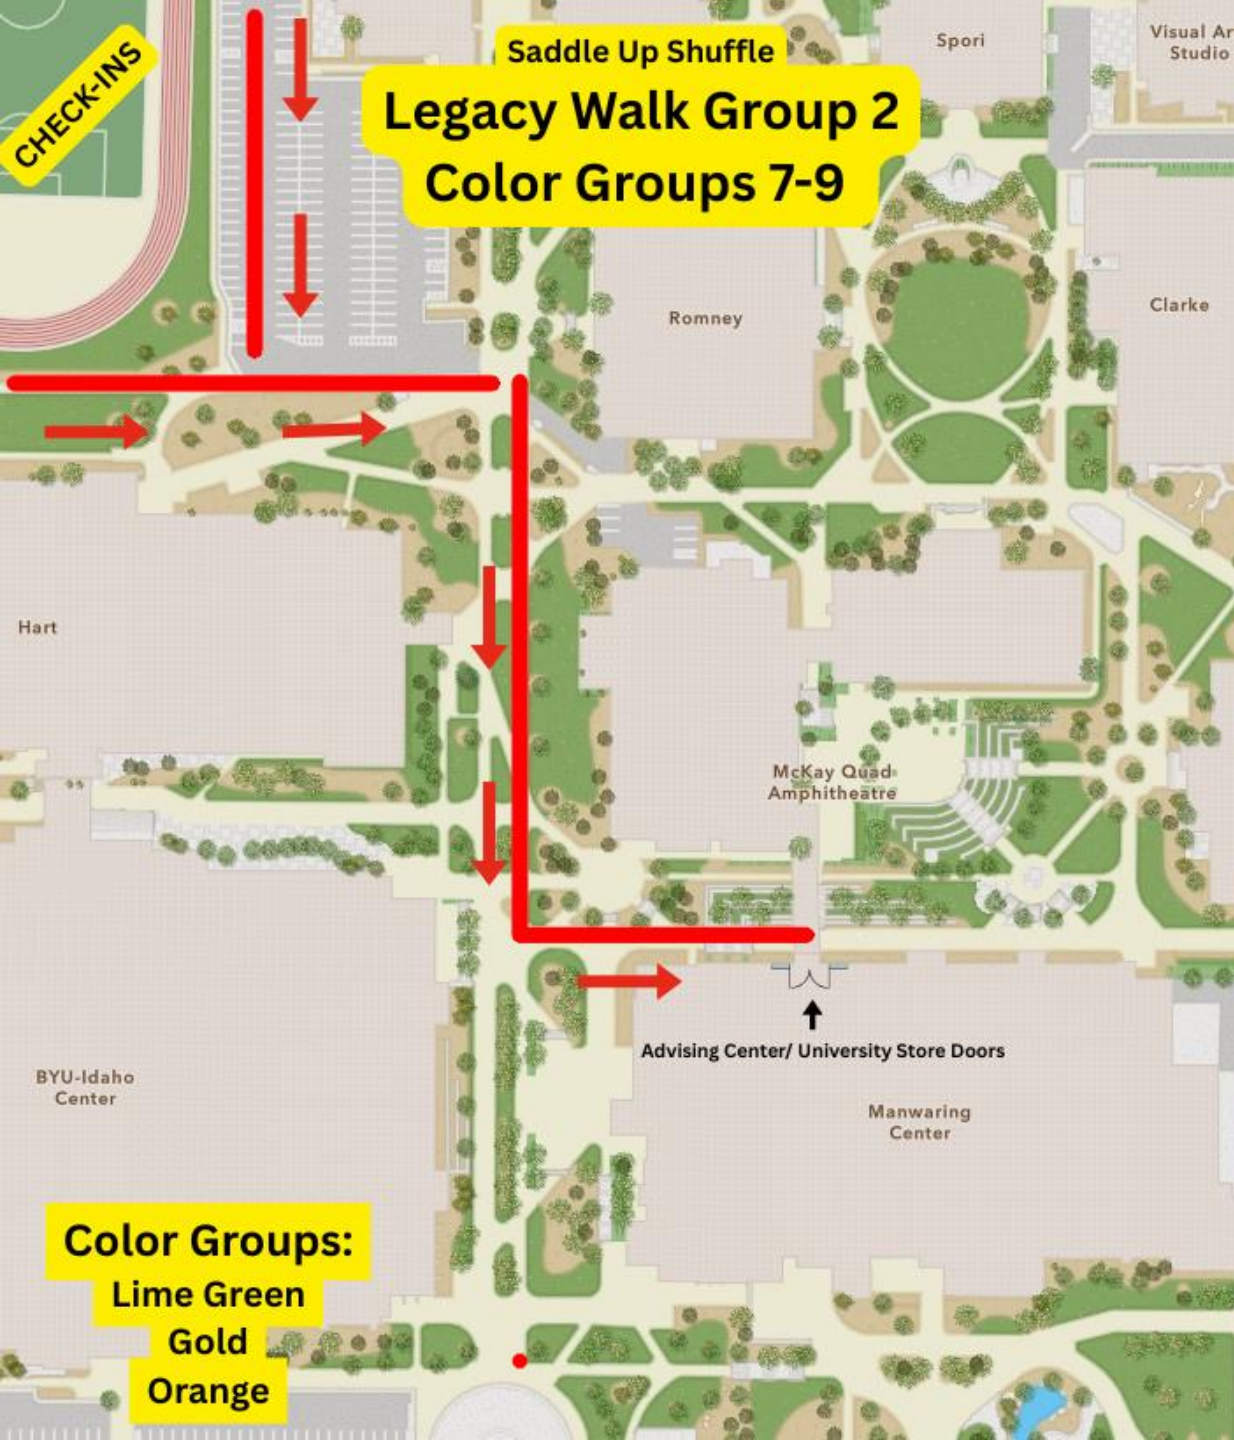 CHECK-INS
Saddle Up Shuffle
Legacy Walk Group 2
Color Groups 7-9
Spori
Visual Ar
Studio
Romney
Clarke
Hart
McKay Quad
Amphitheatre
Advising Center/ University Store Doors
BYU-Idaho
Center
Manwaring
Center
Color Groups:
Lime Green
Gold
Orange